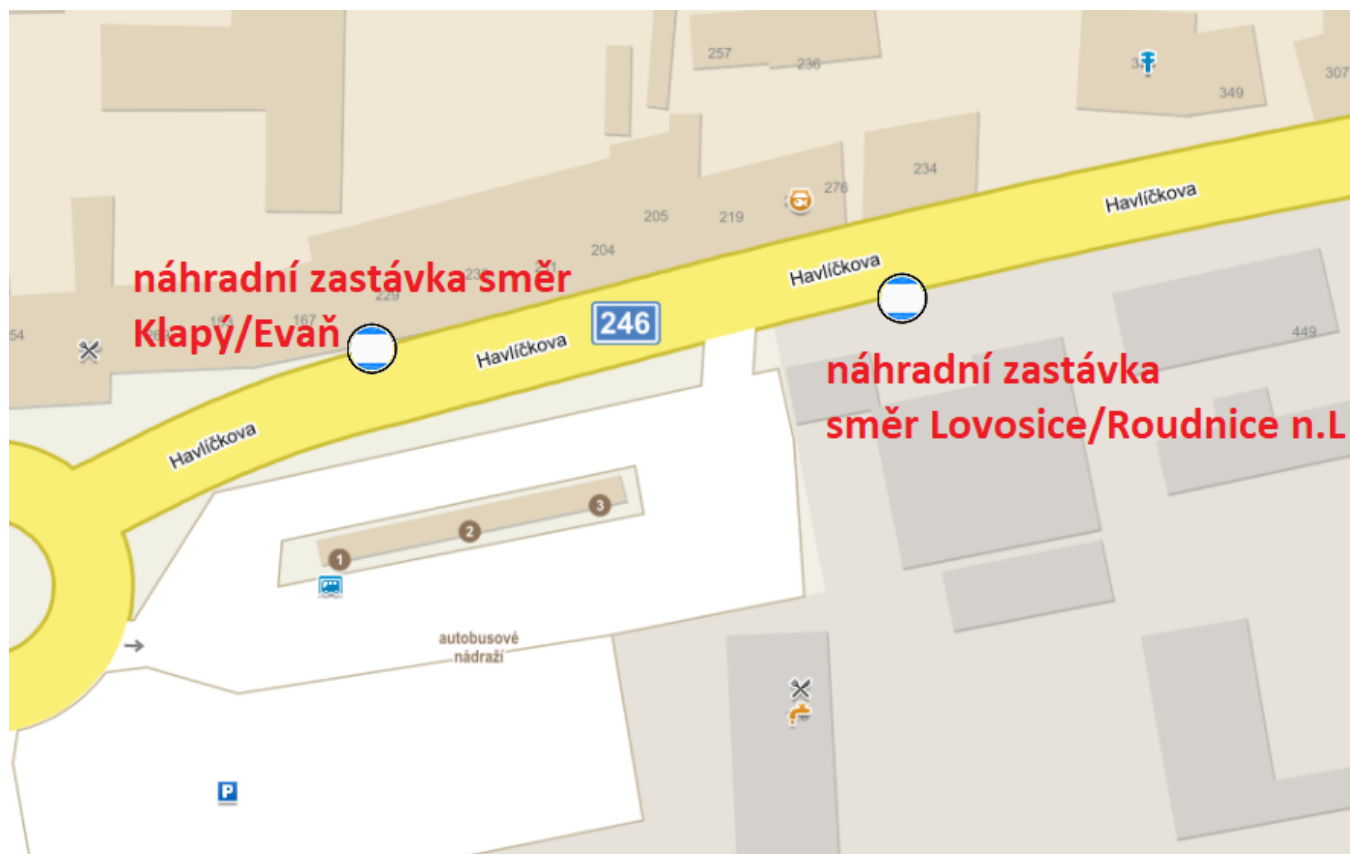 257
236
349
307
Havlíčkova
234
276
205
219
204
náhradní zastávka směr
Klapý/Evaň
229
167
54
246
Havlíčkova
Havlíčkova
Havlíčkova
449
náhradní zastávka
směr Lovosice/Roudnice n.L
1
2
3
autobusové
nádraží
P